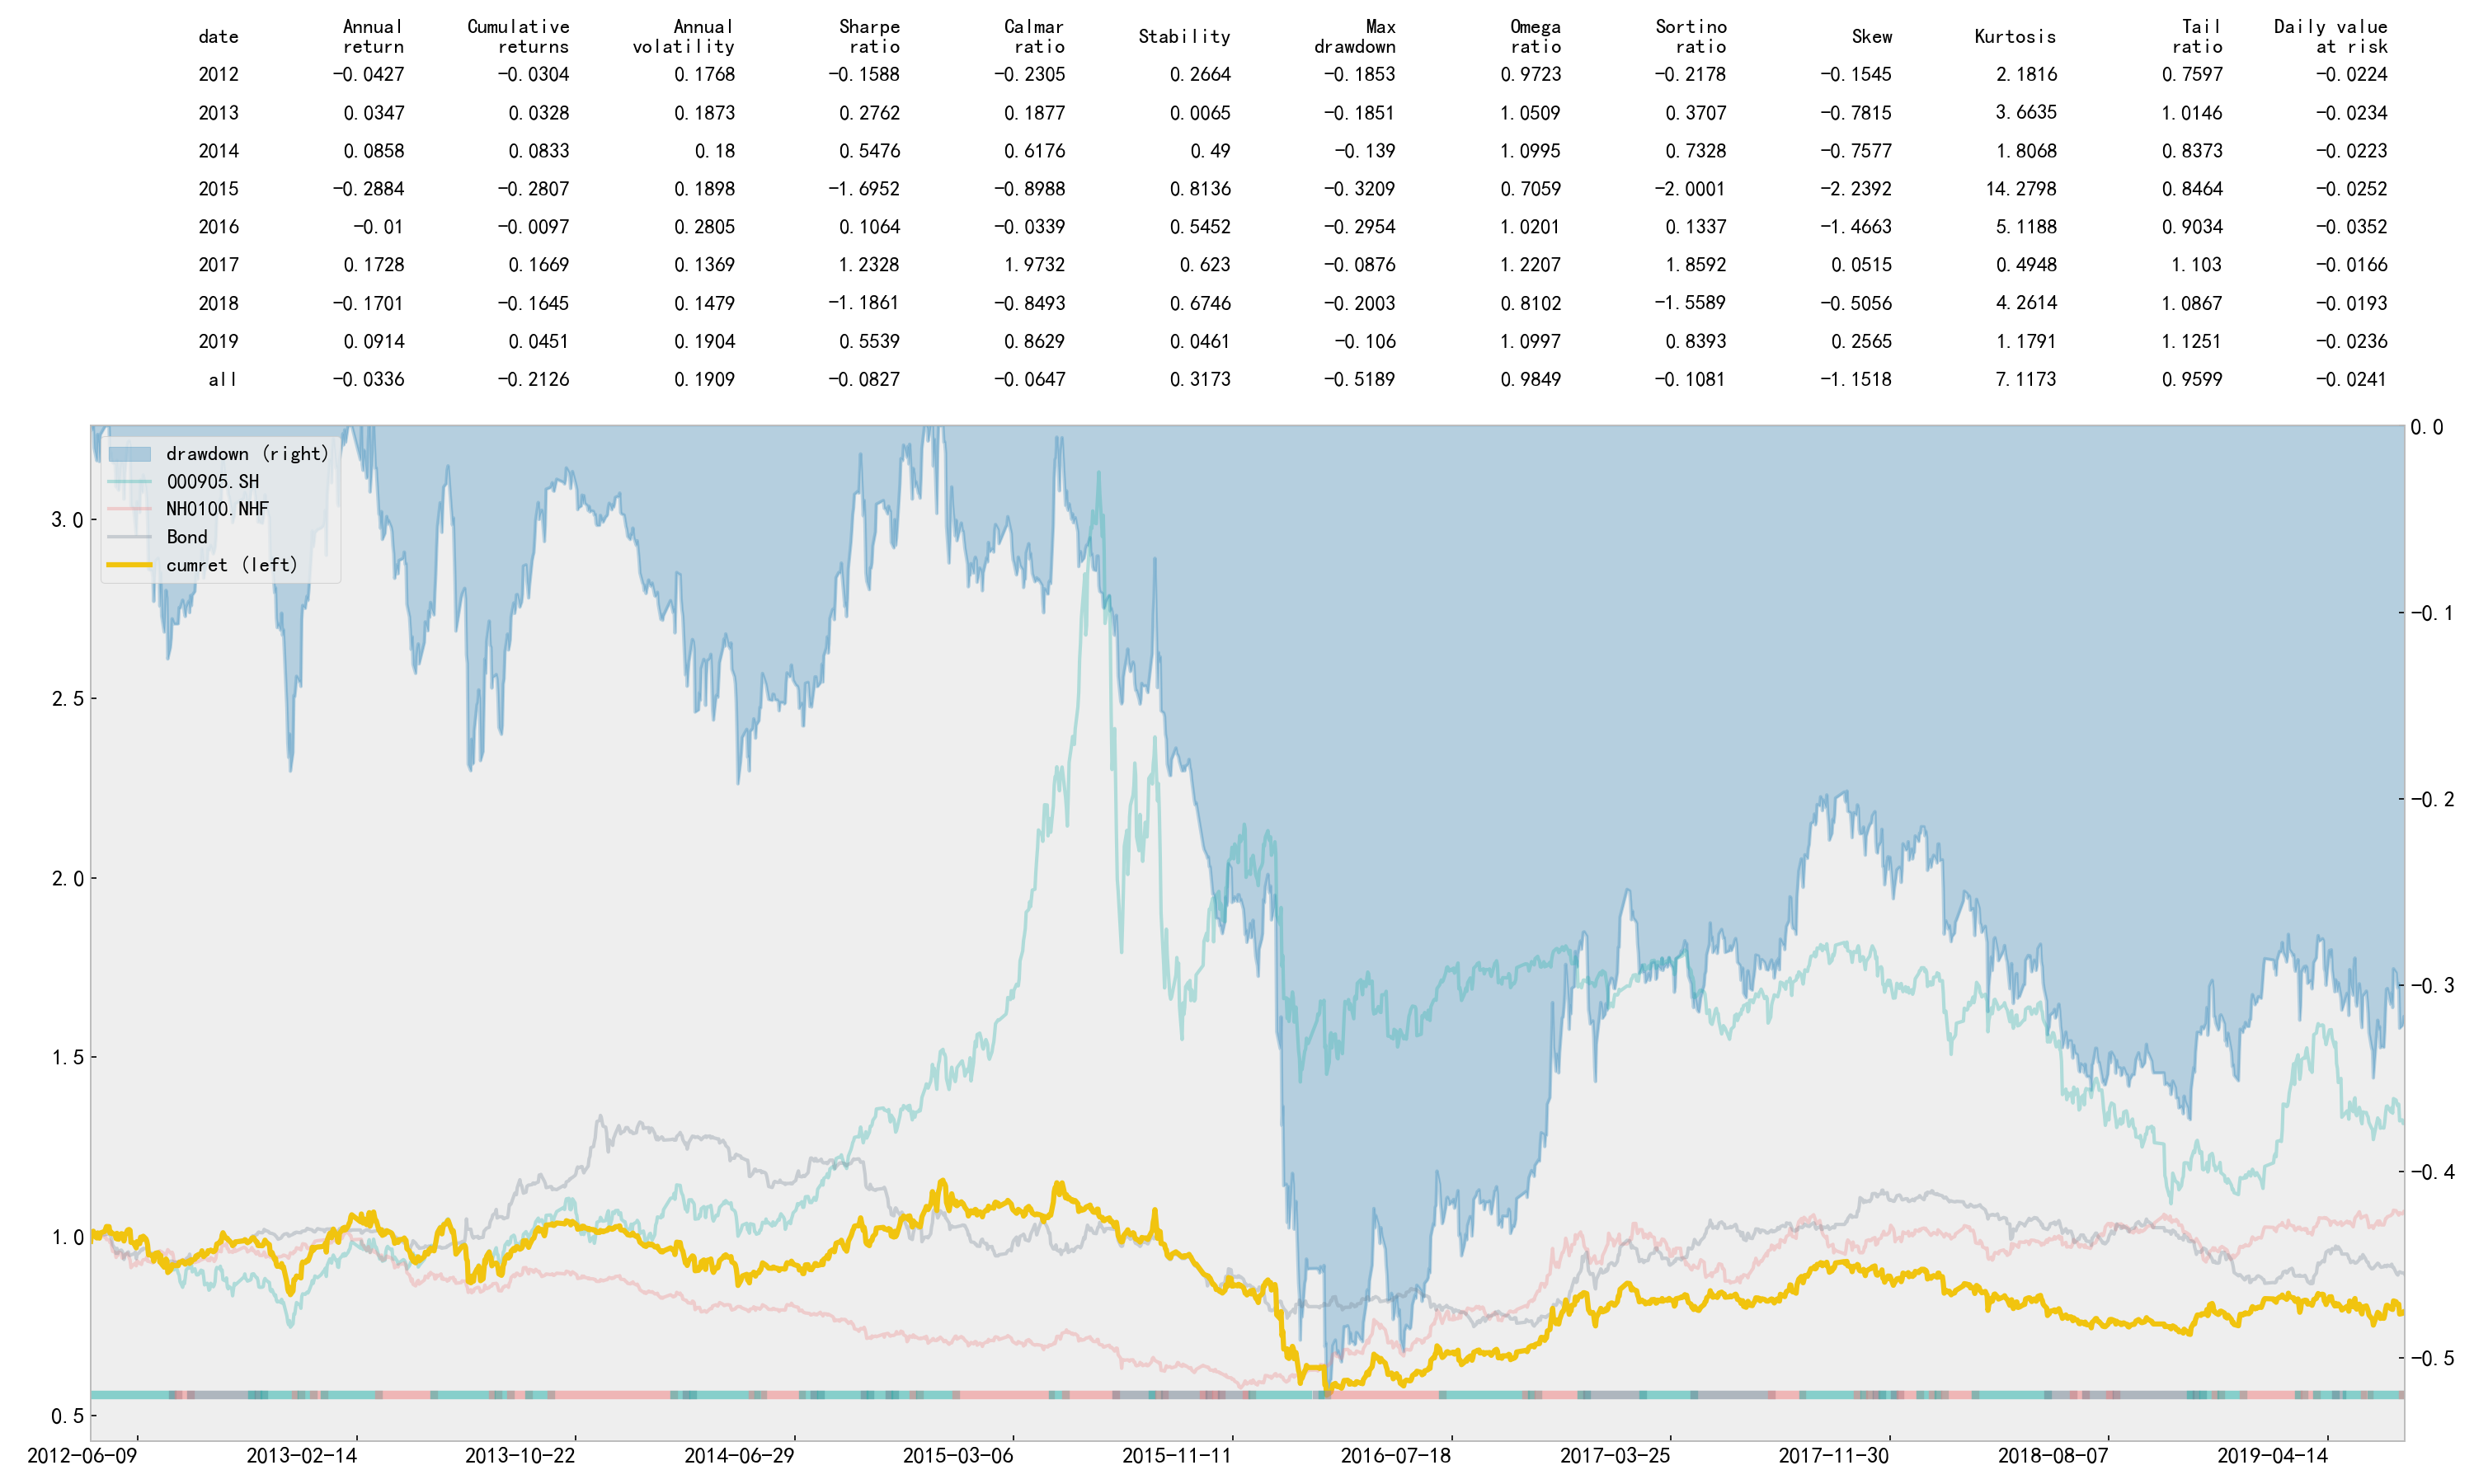 date Annual return Cumulative returns Annual volatility Sharpe ratio Calmar ratio Stability Max drawdown Omega ratio Sortino ratio Skew Kurtosis Tail ratio Daily value at risk
2012 -0.0427 -0.0304 0.1768 -0.1588 -0.2305 0.2664 -0.1853 0.9723 -0.2178 -0.1545 2.1816 0.7597 -0.0224
2013 0.0347 0.0328 0.1873 0.2762 0.1877 0.0065 -0.1851 1.0509 0.3707 -0.7815 3.6635 1.0146 -0.0234
2014 0.0858 0.0833 0.18 0.5476 0.6176 0.49 -0.139 1.0995 0.7328 -0.7577 1.8068 0.8373 -0.0223
2015 -0.2884 -0.2807 0.1898 -1.6952 -0.8988 0.8136 -0.3209 0.7059 -2.0001 -2.2392 14.2798 0.8464 -0.0252
2016 -0.01 -0.0097 0.2805 0.1064 -0.0339 0.5452 -0.2954 1.0201 0.1337 -1.4663 5.1188 0.9034 -0.0352
2017 0.1728 0.1669 0.1369 1.2328 1.9732 0.623 -0.0876 1.2207 1.8592 0.0515 0.4948 1.103 -0.0166
2018 -0.1701 -0.1645 0.1479 -1.1861 -0.8493 0.6746 -0.2003 0.8102 -1.5589 -0.5056 4.2614 1.0867 -0.0193
2019 0.0914 0.0451 0.1904 0.5539 0.8629 0.0461 -0.106 1.0997 0.8393 0.2565 1.1791 1.1251 -0.0236
all -0.0336 -0.2126 0.1909 -0.0827 -0.0647 0.3173 -0.5189 0.9849 -0.1081 -1.1518 7.1173 0.9599 -0.0241
drawdown (right)
000905.SH
NH0100.NHF
Bond
cumret (left)
3.0
2.5
2.0
1.5
1.0
0.5
0.0
-0.1
-0.2
-0.3
-0.4
-0.5
2012-06-09 2013-02-14 2013-10-22 2014-06-29 2015-03-06 2015-11-11 2016-07-18 2017-03-25 2017-11-30 2018-08-07 2019-04-14